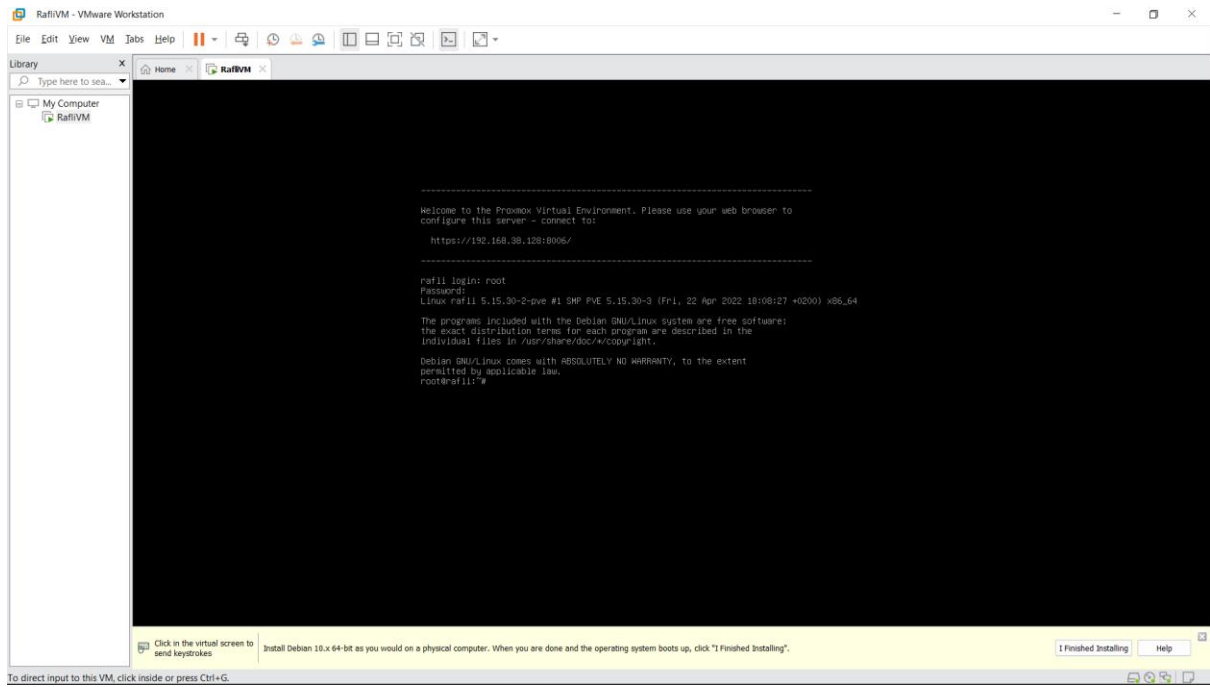 RafliVM - VMware Workstation
File Edit View VM Tabs Help
Library X
Type here to sea...
My Computer
RafliVM
Home RafliVM
--------------------------------------------------------------------------------
Welcome to the Proxmox Virtual Environment. Please use your web browser to
configure this server - connect to:
https://192.168.38.128:8006/
--------------------------------------------------------------------------------
rafli login: root
Password:
Linux rafli 5.15.30-2-pve #1 SMP PVE 5.15.30-3 (Fri, 22 Apr 2022 18:08:27 +0200) x86_64
The programs included with the Debian GNU/Linux system are free software;
the exact distribution terms for each program are described in the
individual files in /usr/share/doc/*/copyright.
Debian GNU/Linux comes with ABSOLUTELY NO WARRANTY, to the extent
permitted by applicable law.
root@rafli:~#
Click in the virtual screen to
send keystrokes
Install Debian 10.x 64-bit as you would on a physical computer. When you are done and the operating system boots up, click "I Finished Installing".
I Finished Installing Help
To direct input to this VM, click inside or press Ctrl+G.